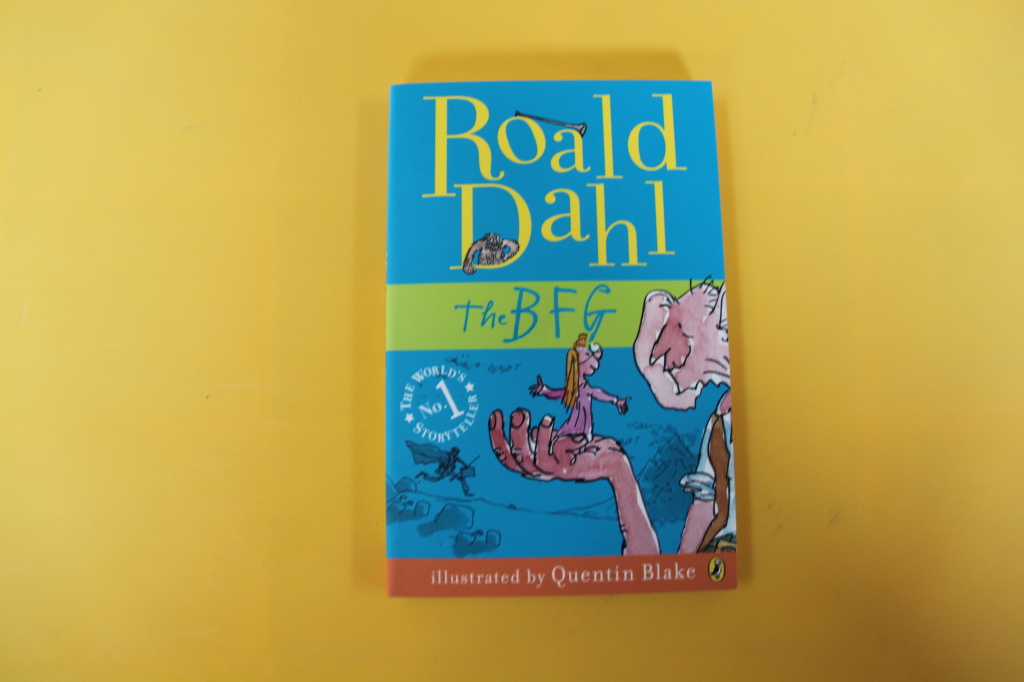 Roald
Dahl
the BFG
THE WORLD'S
No. 1
STORYTELLER
illustrated by Quentin Blake